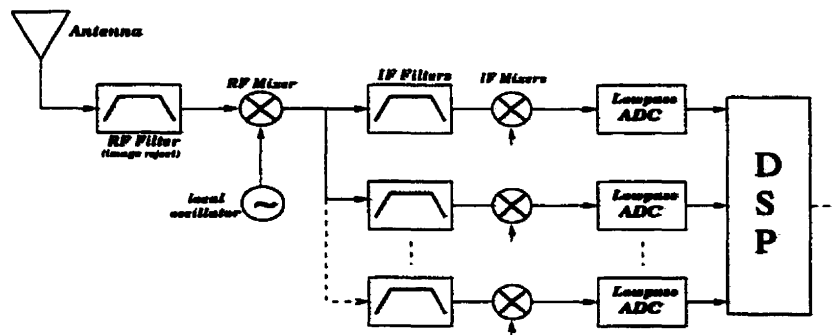 Antenna
RF Mixer
IF Filters
IF Mixers
Lowpass
ADC
RF Filter
(image reject)
local
oscillator
Lowpass
ADC
Lowpass
ADC
D
S
P